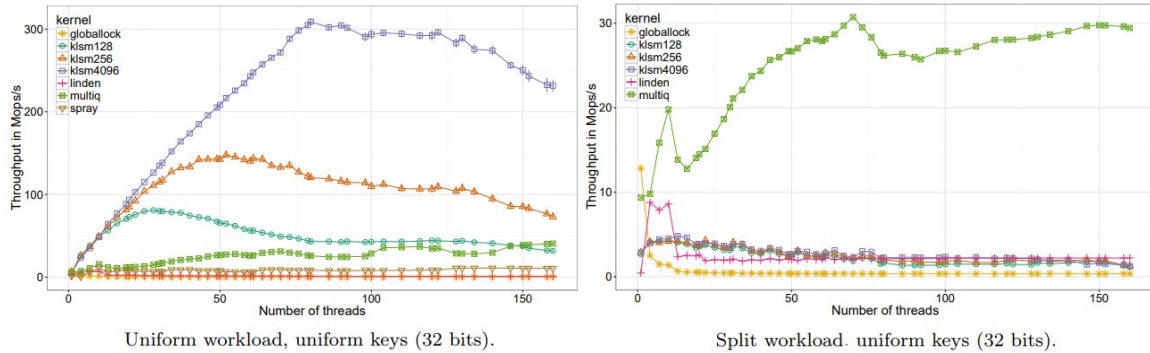 kernel
globallock
klsm128
klsm256
klsm4096
linden
multiq
spray
Throughput in Mops/s
300
200
100
0
0
50
100
150
Number of threads
Uniform workload, uniform keys (32 bits).
kernel
globallock
klsm128
klsm256
klsm4096
linden
multiq
Throughput in Mops/s
30
20
10
0
0
50
100
150
Number of threads
Split workload uniform keys (32 bits).